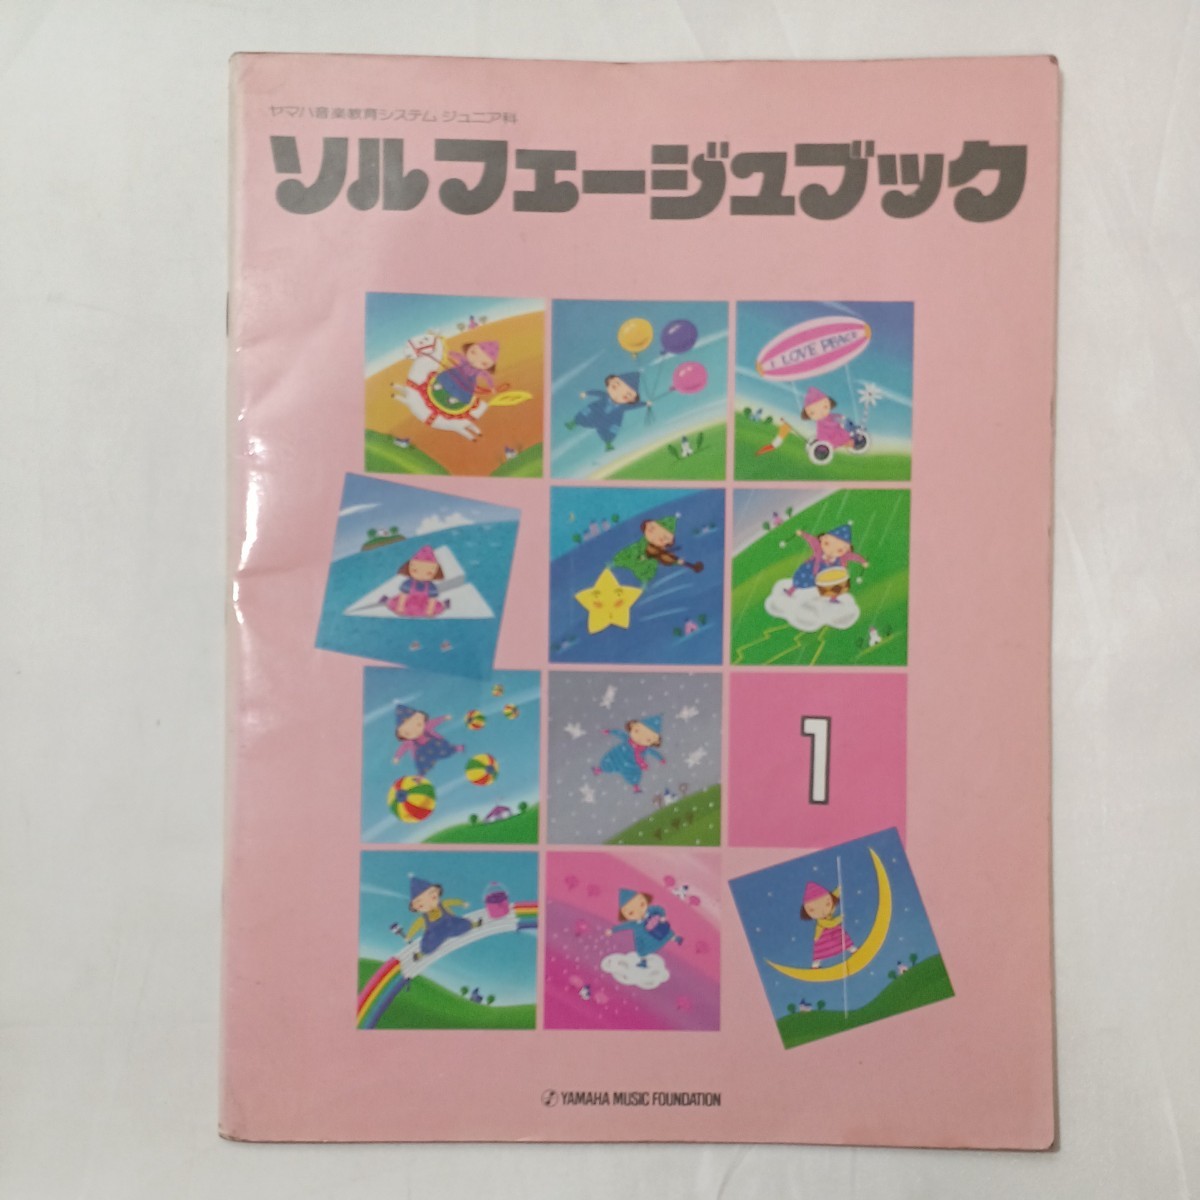 ヤマハ音楽教育システム ジュニア科
ソルフェージュブック
I LOVE PEACE
1
YAMAHA MUSIC FOUNDATION